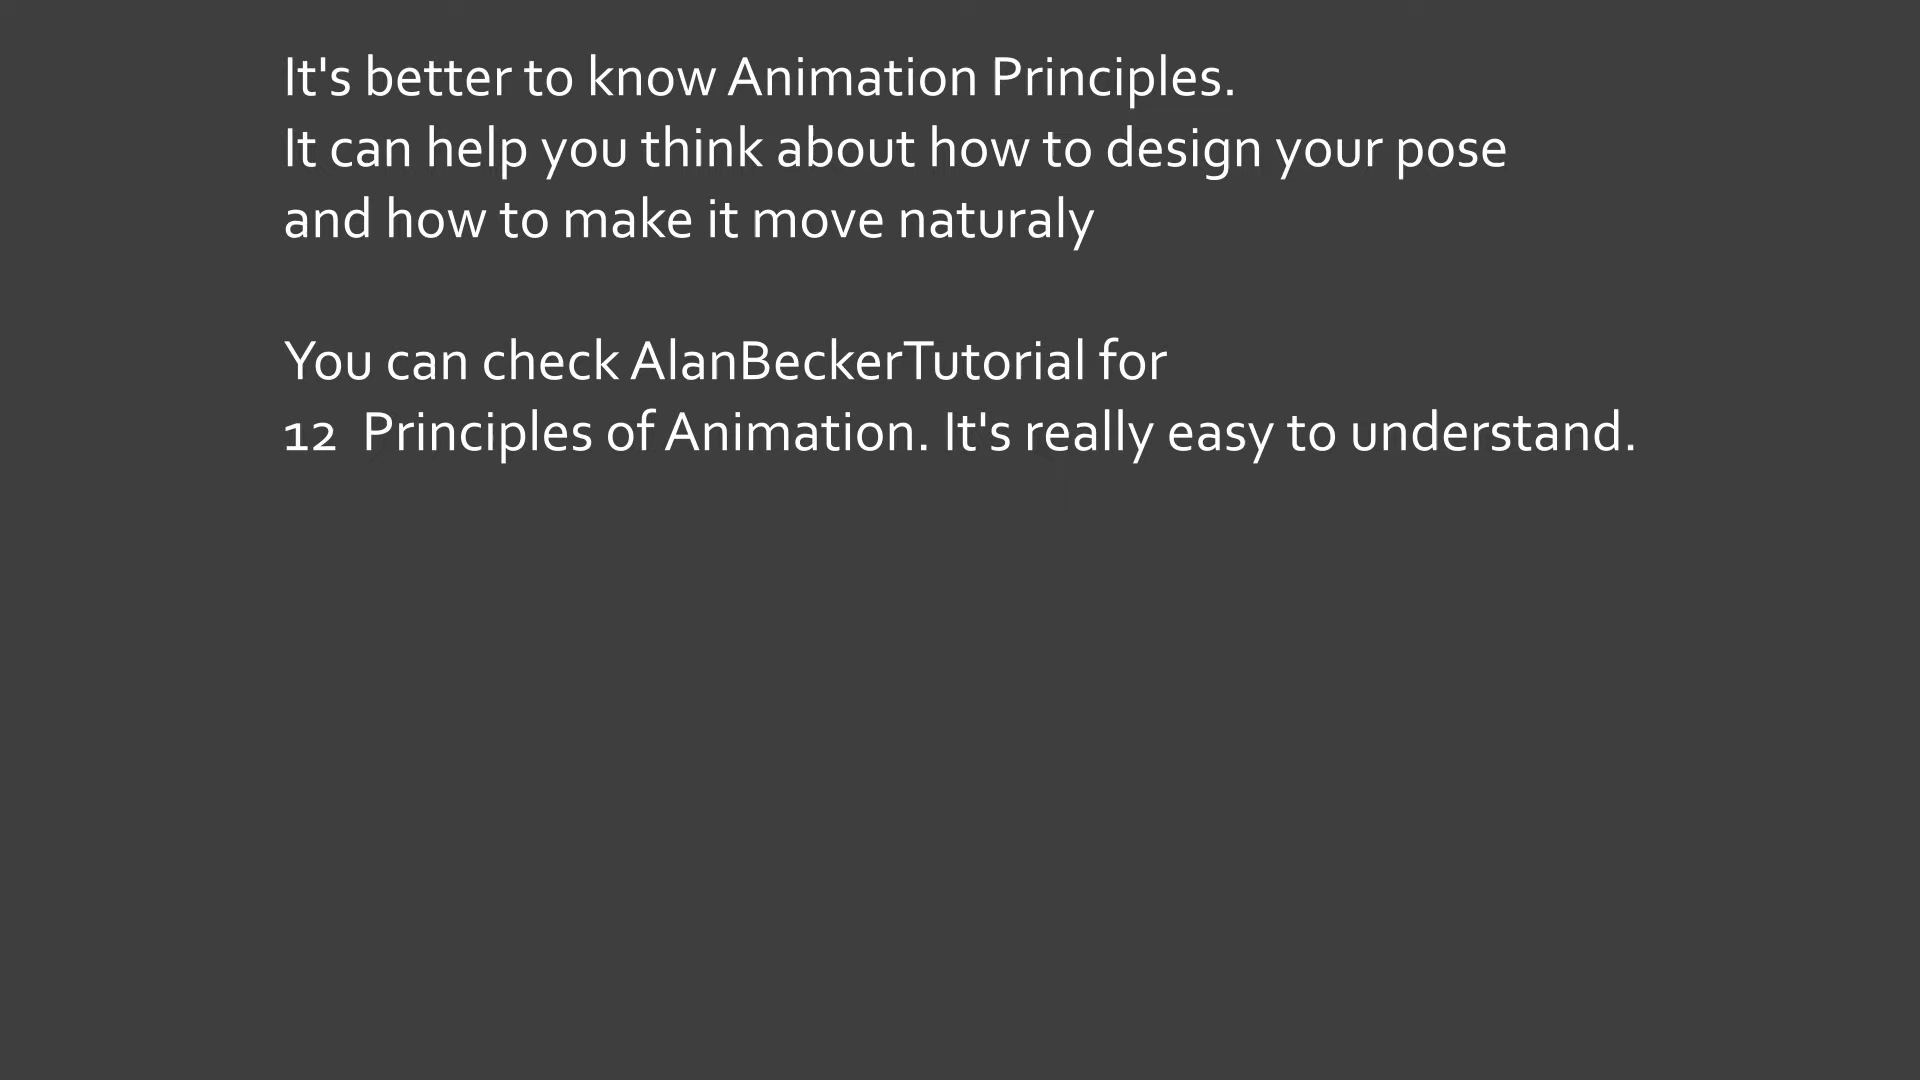 It's better to know Animation Principles.
It can help you think about how to design your pose
and how to make it move naturaly
You can check AlanBeckerTutorial for
12  Principles of Animation. It's really easy to understand.